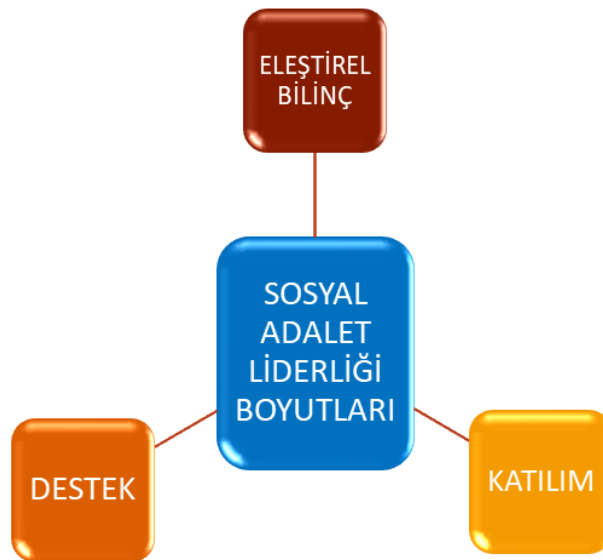 ELEŞTİREL
BİLİNÇ
SOSYAL
ADALET
LİDERLİĞİ
BOYUTLARI
DESTEK
KATILIM